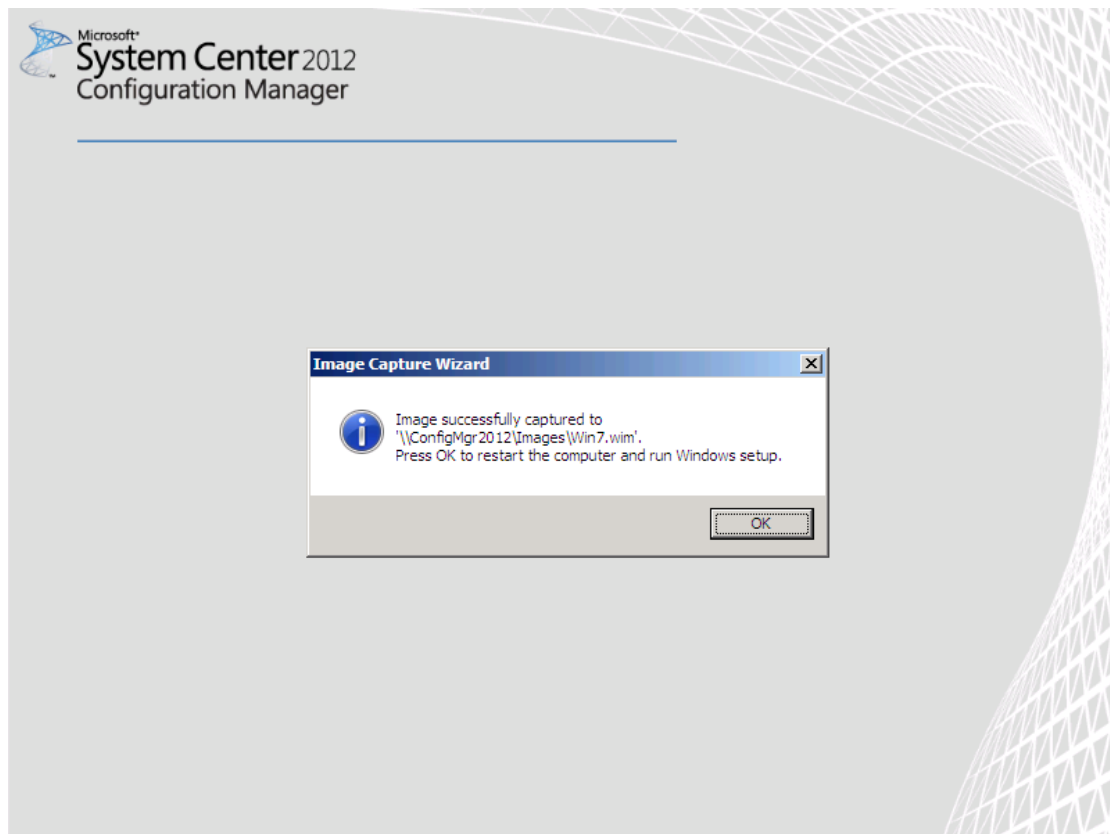 Microsoft®
System Center 2012
Configuration Manager
Image Capture Wizard
Image successfully captured to
'\\ConfigMgr2012\Images\Win7.wim'.
Press OK to restart the computer and run Windows setup.
OK